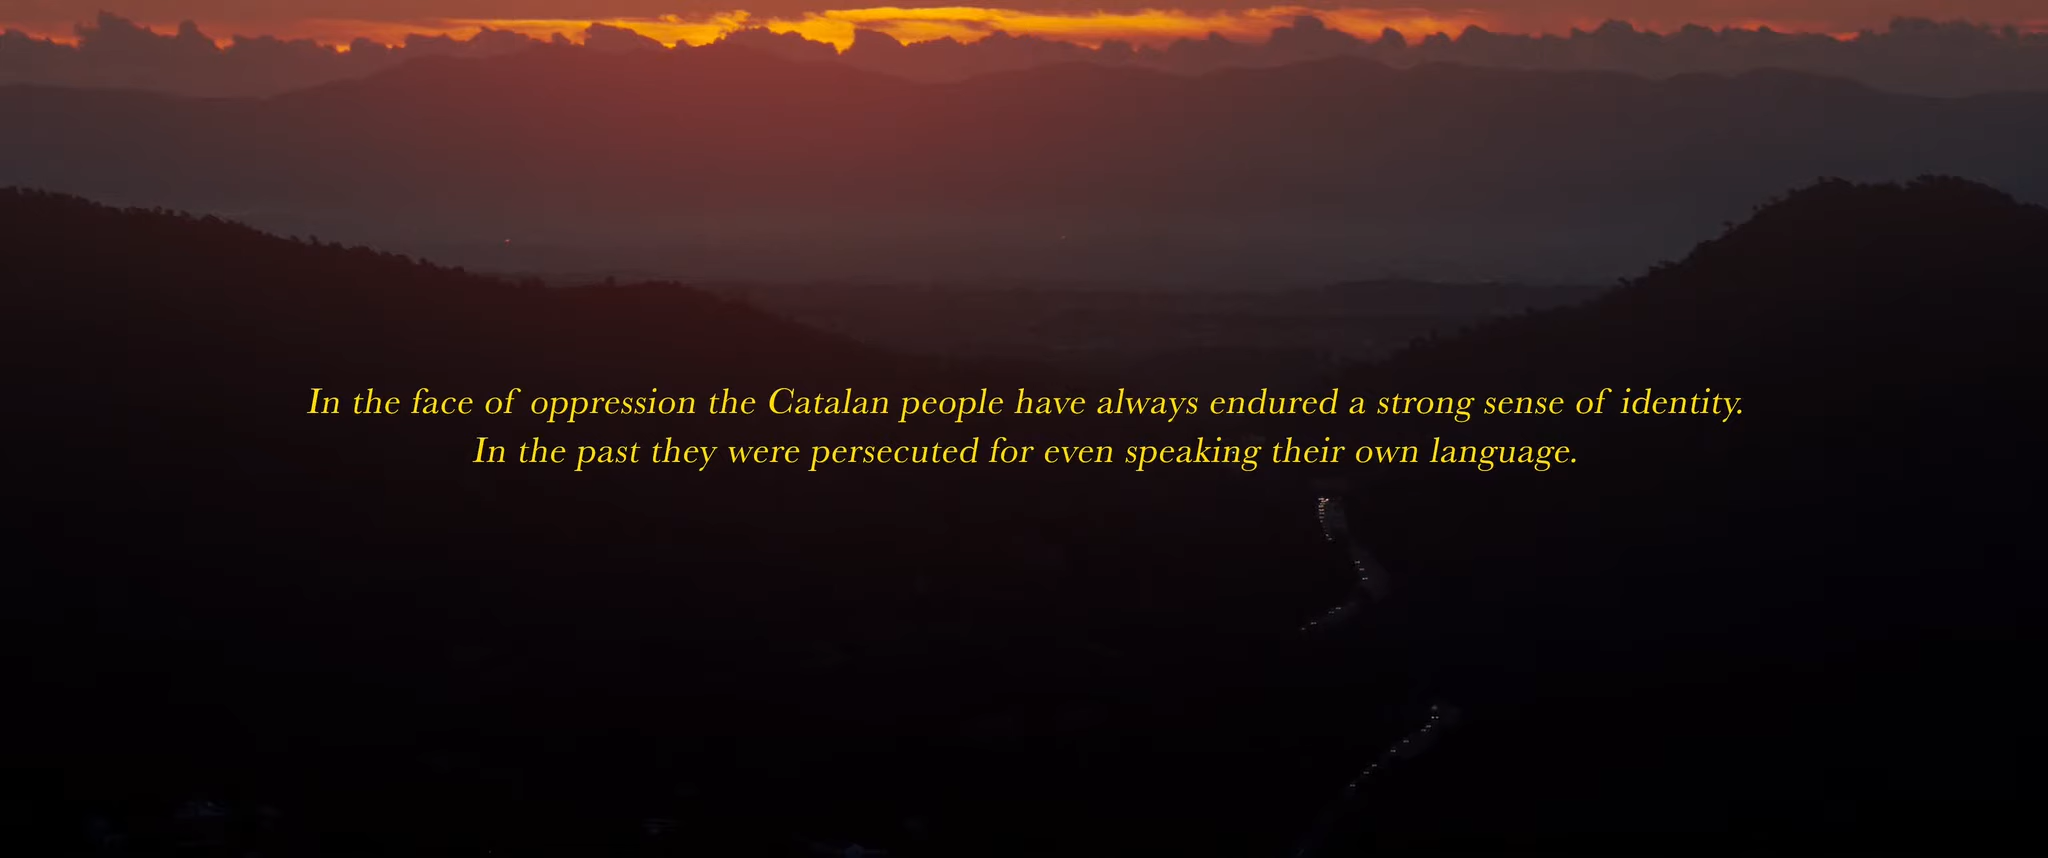 In the face of oppression the Catalan people have always endured a strong sense of identity.
In the past they were persecuted for even speaking their own language.